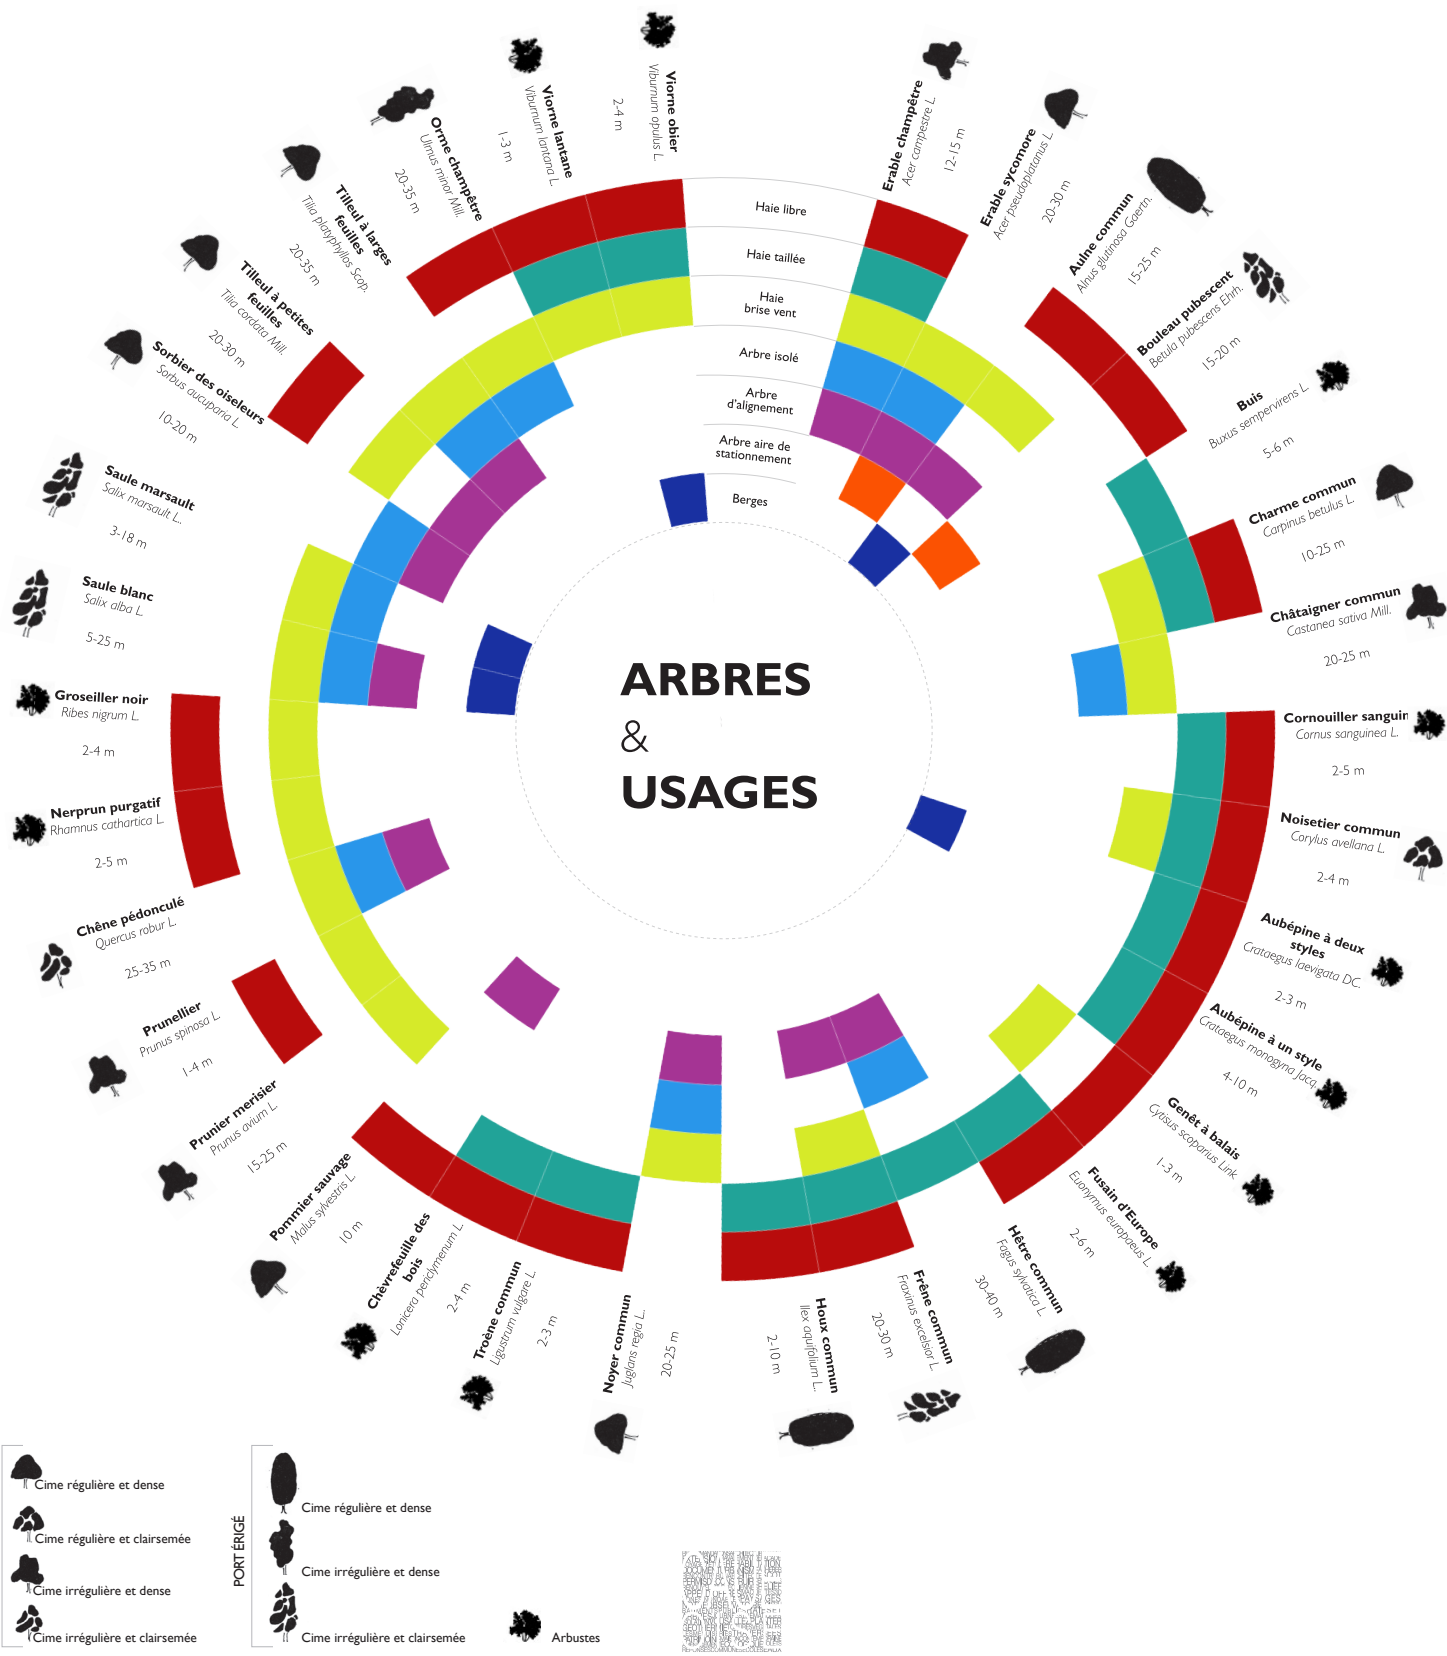 Haie libre
Haie taillée
Haie
brise vent
Arbre isolé
Arbre
d'alignement
Arbre aire de
stationnement
Berges
ARBRES
&
USAGES
Erable champêtre
Acer campestre L.
12-15 m
Erable sycomore
Acer pseudoplatanus L.
20-30 m
Aulne commun
Alnus glutinosa Gaertn.
15-25 m
Bouleau pubescent
Betula pubescens Ehrh.
15-20 m
Buis
Buxus sempervirens L.
5-6 m
Charme commun
Carpinus betulus L.
10-25 m
Châtaigner commun
Castanea sativa Mill.
20-25 m
Cornouiller sanguin
Cornus sanguinea L.
2-5 m
Noisetier commun
Corylus avellana L.
2-4 m
Aubépine à deux
styles
Crataegus laevigata DC.
2-3 m
Aubépine à un style
Crataegus monogyna Jacq.
4-10 m
Genêt à balais
Cytisus scoparius Link
1-3 m
Fusain d'Europe
Euonymus europaeus L.
2-6 m
Hêtre commun
Fagus sylvatica L.
30-40 m
Frêne commun
Fraxinus excelsior L.
20-30 m
Houx commun
Ilex aquifolium L.
2-10 m
Noyer commun
Juglans regia L.
20-25 m
Troène commun
Ligustrum vulgare L.
2-3 m
Chèvrefeuille des
bois
Lonicera periclymenum L.
2-4 m
Pommier sauvage
Malus sylvestris L.
10 m
Prunier merisier
Prunus avium L.
15-25 m
Prunellier
Prunus spinosa L.
1-4 m
Chêne pédonculé
Quercus robur L.
25-35 m
Nerprun purgatif
Rhamnus cathartica L.
2-5 m
Groseiller noir
Ribes nigrum L.
2-4 m
Saule blanc
Salix alba L.
5-25 m
Saule marsault
Salix marsault L.
3-18 m
Sorbier des oiseleurs
Sorbus aucuparia L.
10-20 m
Tilleul à petites
feuilles
Tilia cordata Mill.
20-30 m
Tilleul à larges
feuilles
Tilia platyphyllos Scop.
20-35 m
Orme champêtre
Ulmus minor Mill.
20-35 m
Viorne lantane
Viburnum lantana L.
1-3 m
Viorne obier
Viburnum opulus L.
2-4 m
Cime régulière et dense
Cime régulière et clairsemée
Cime irrégulière et dense
Cime irrégulière et clairsemée
PORT ÉRIGÉ
Cime régulière et dense
Cime irrégulière et dense
Cime irrégulière et clairsemée
Arbustes